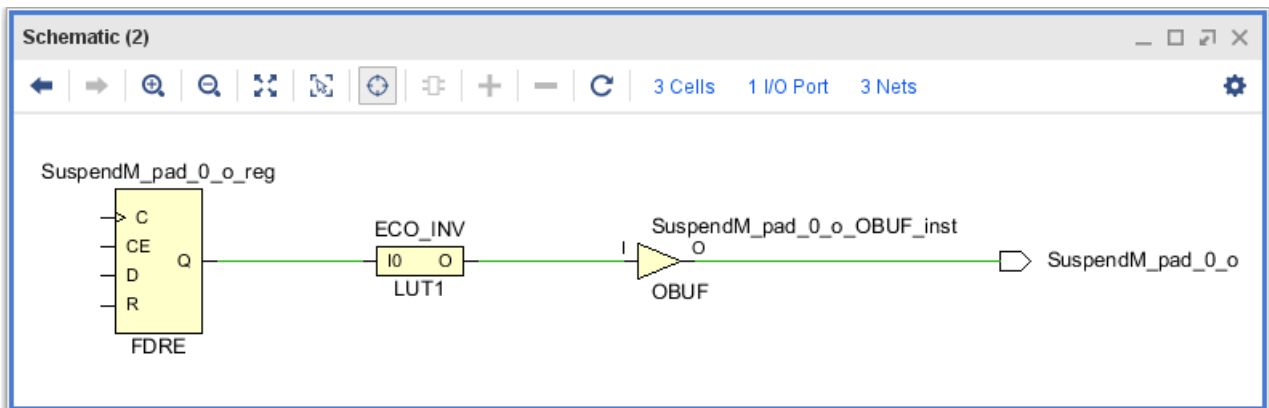 Schematic (2)
3 Cells 1 I/O Port 3 Nets
SuspendM_pad_0_o_reg
C
CE
D
R
Q
FDRE
ECO_INV
I0 O
LUT1
SuspendM_pad_0_o_OBUF_inst
I O
OBUF
SuspendM_pad_0_o